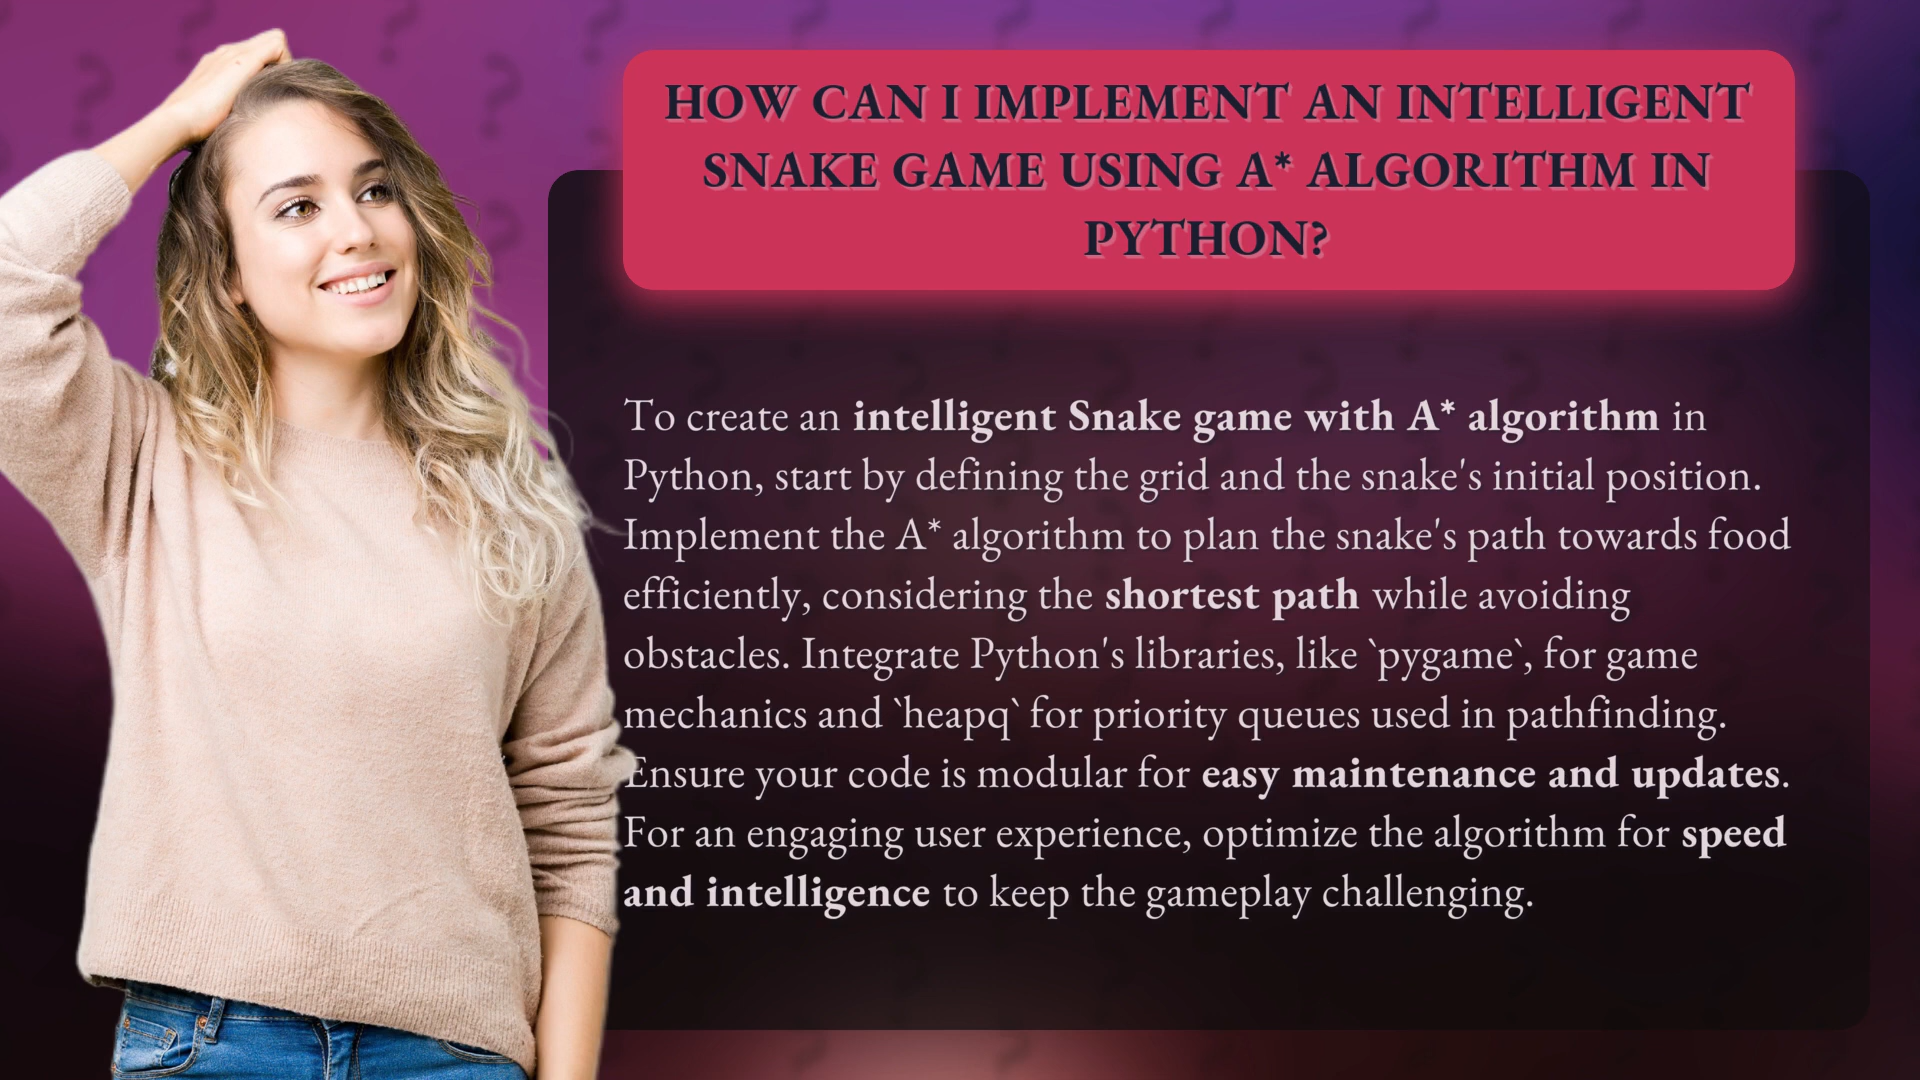 HOW CAN I IMPLEMENT AN INTELLIGENT
SNAKE GAME USING A* ALGORITHM IN
PYTHON?
To create an intelligent Snake game with A* algorithm in
Python, start by defining the grid and the snake's initial position.
Implement the A* algorithm to plan the snake's path towards food
efficiently, considering the shortest path while avoiding
obstacles. Integrate Python's libraries, like `pygame`, for game
mechanics and `heapq` for priority queues used in pathfinding.
Ensure your code is modular for easy maintenance and updates.
For an engaging user experience, optimize the algorithm for speed
and intelligence to keep the gameplay challenging.